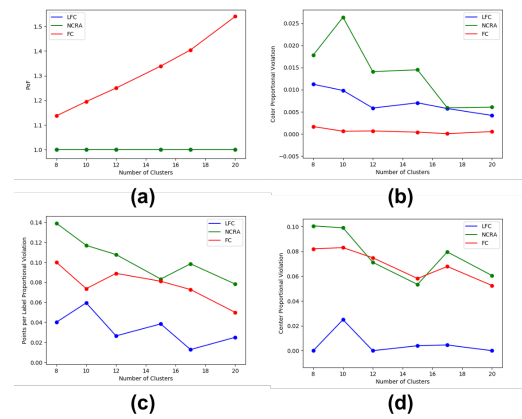 LFC
NCRA
FC
PoF
1.5
1.4
1.3
1.2
1.1
1.0
8 10 12 14 16 18 20
Number of Clusters
(a)
LFC
NCRA
FC
Color Proportional Violation
0.025
0.020
0.015
0.010
0.005
0.000
−0.005
8 10 12 14 16 18 20
Number of Clusters
(b)
LFC
NCRA
FC
Points per Label Proportional Violation
0.14
0.12
0.10
0.08
0.06
0.04
0.02
0.00
8 10 12 14 16 18 20
Number of Clusters
(c)
LFC
NCRA
FC
Center Proportional Violation
0.10
0.08
0.06
0.04
0.02
0.00
8 10 12 14 16 18 20
Number of Clusters
(d)